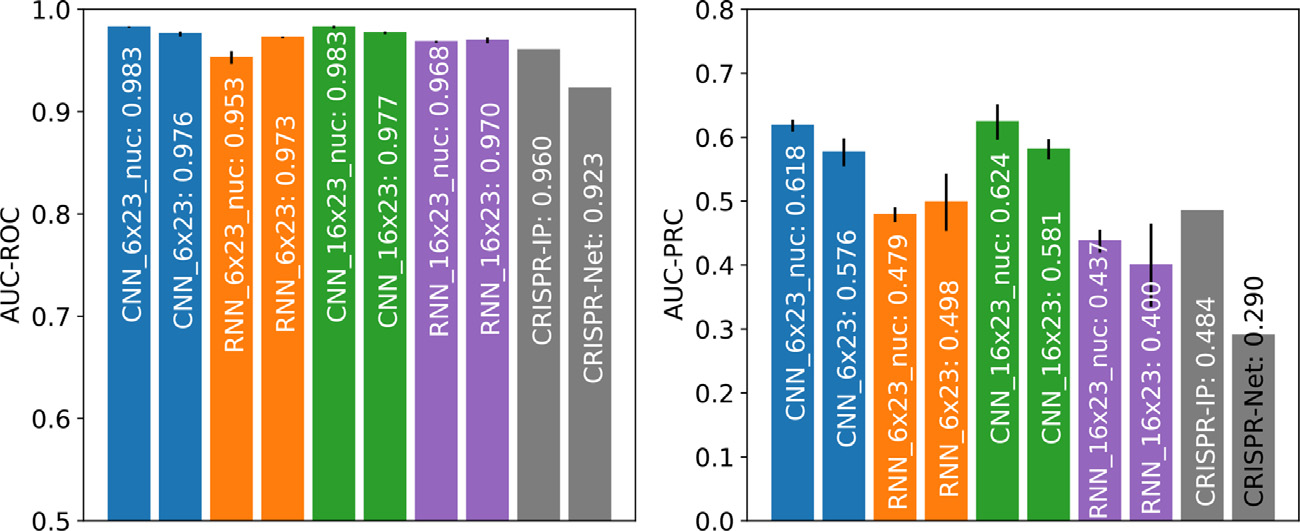 AUC-ROC
1.0
0.9
0.8
0.7
0.6
0.5
CNN_6x23_nuc: 0.983
CNN_6x23: 0.976
RNN_6x23_nuc: 0.953
RNN_6x23: 0.973
CNN_16x23_nuc: 0.983
CNN_16x23: 0.977
RNN_16x23_nuc: 0.968
RNN_16x23: 0.970
CRISPR-IP: 0.960
CRISPR-Net: 0.923
AUC-PRC
0.8
0.7
0.6
0.5
0.4
0.3
0.2
0.1
0.0
CNN_6x23_nuc: 0.618
CNN_6x23: 0.576
RNN_6x23_nuc: 0.479
RNN_6x23: 0.498
CNN_16x23_nuc: 0.624
CNN_16x23: 0.581
RNN_16x23_nuc: 0.437
RNN_16x23: 0.400
CRISPR-IP: 0.484
CRISPR-Net: 0.290